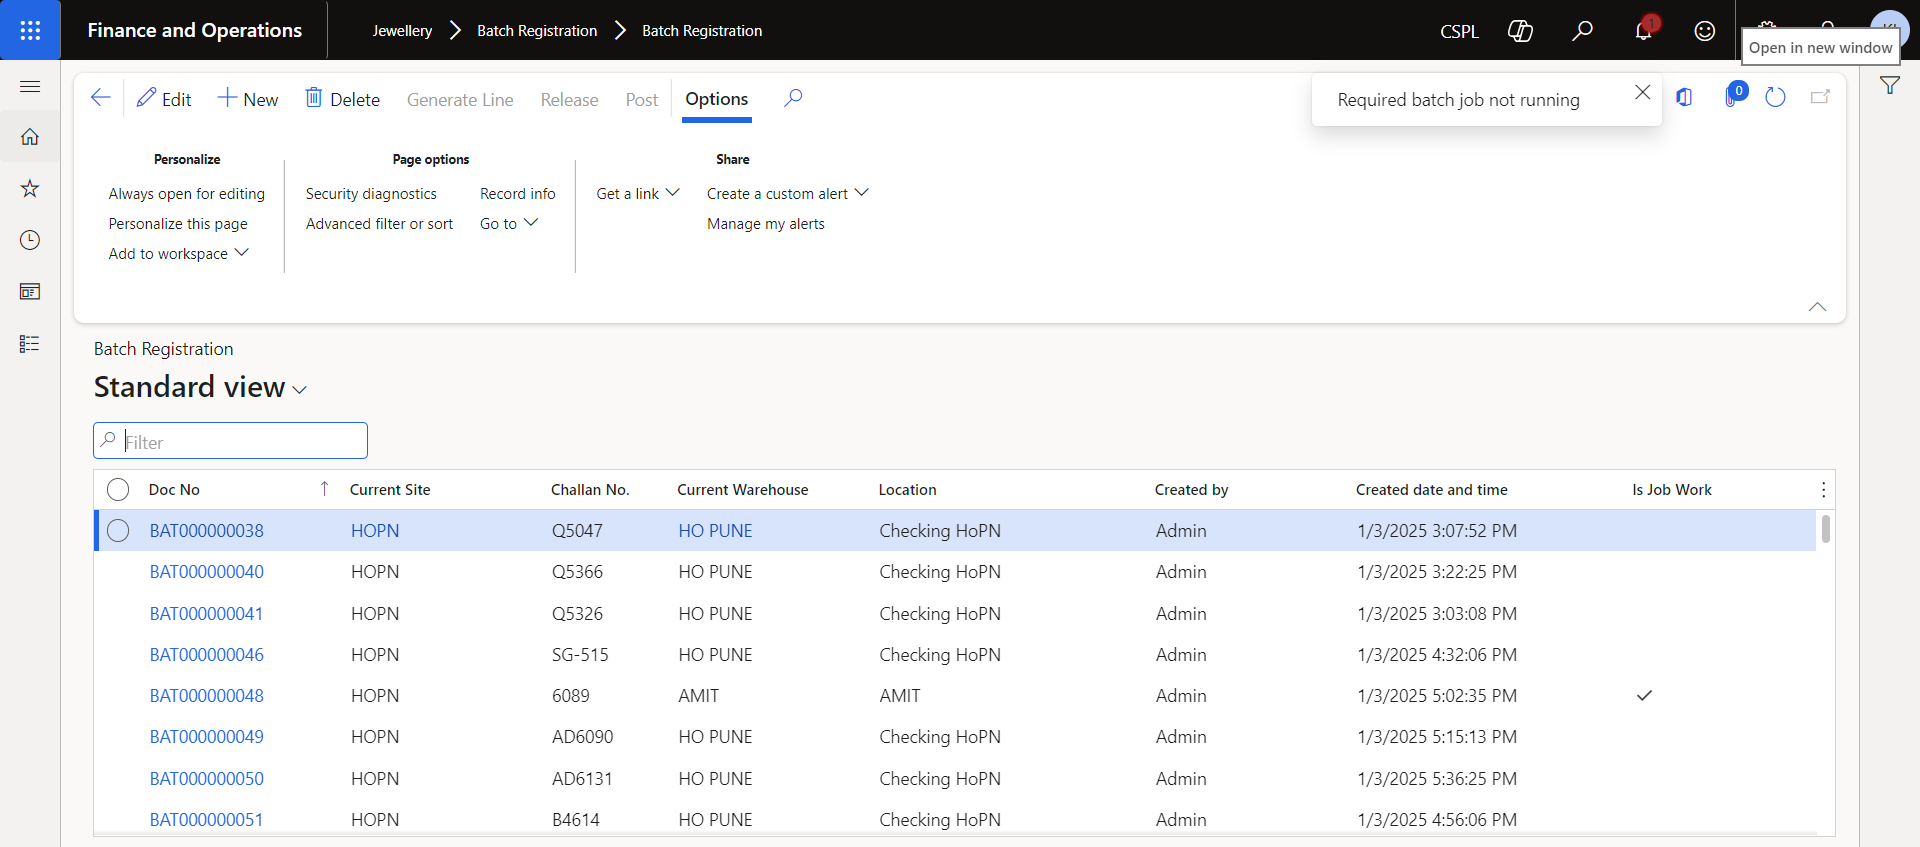 Finance and Operations
Jewellery
Batch Registration
Batch Registration
CSPL
1
Open in new window
Edit
New
Delete
Generate Line
Release
Post
Options
Required batch job not running
0
Personalize
Page options
Share
Always open for editing
Security diagnostics
Record info
Get a link
Create a custom alert
Personalize this page
Advanced filter or sort
Go to
Manage my alerts
Add to workspace
Batch Registration
Standard view
Filter
Doc No Current Site Challan No. Current Warehouse Location Created by Created date and time Is Job Work
BAT000000038 HOPN Q5047 HO PUNE Checking HoPN Admin 1/3/2025 3:07:52 PM
BAT000000040 HOPN Q5366 HO PUNE Checking HoPN Admin 1/3/2025 3:22:25 PM
BAT000000041 HOPN Q5326 HO PUNE Checking HoPN Admin 1/3/2025 3:03:08 PM
BAT000000046 HOPN SG-515 HO PUNE Checking HoPN Admin 1/3/2025 4:32:06 PM
BAT000000048 HOPN 6089 AMIT AMIT Admin 1/3/2025 5:02:35 PM
BAT000000049 HOPN AD6090 HO PUNE Checking HoPN Admin 1/3/2025 5:15:13 PM
BAT000000050 HOPN AD6131 HO PUNE Checking HoPN Admin 1/3/2025 5:36:25 PM
BAT000000051 HOPN B4614 HO PUNE Checking HoPN Admin 1/3/2025 4:56:06 PM